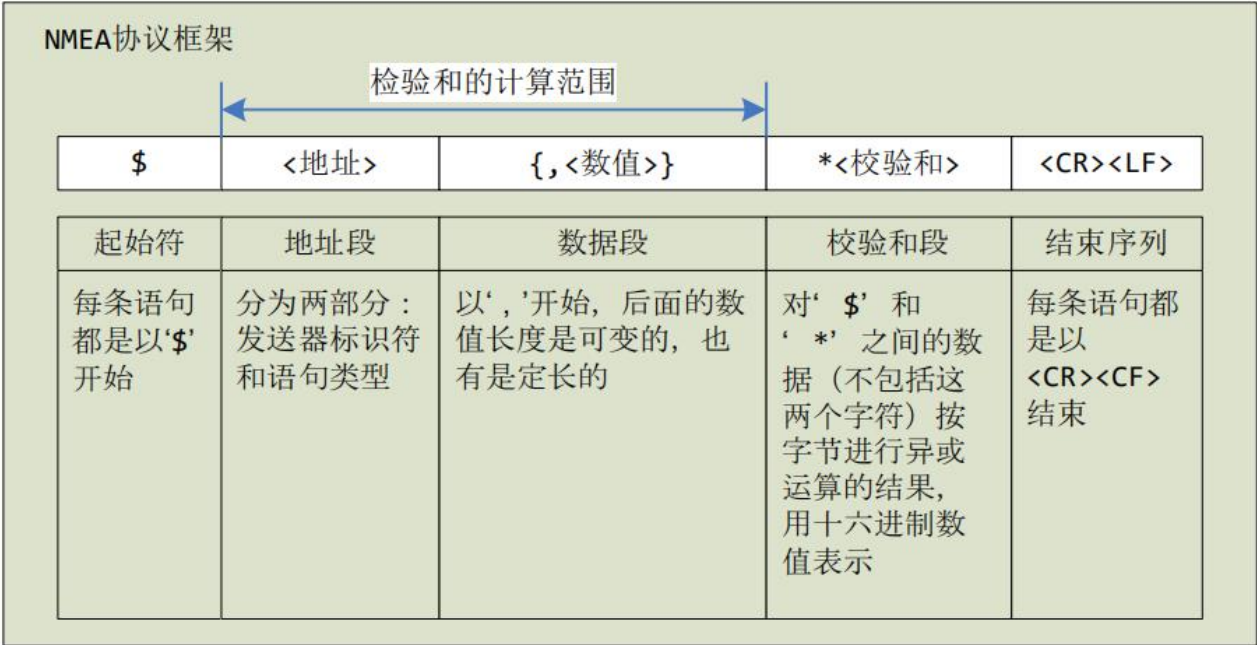 NMEA协议框架
检验和的计算范围
$ <地址> {,<数值>} *<校验和> <CR><LF>
起始符 地址段 数据段 校验和段 结束序列
每条语句
都是以‘$’
开始
分为两部分：
发送器标识符
和语句类型
以‘,’开始，后面的数
值长度是可变的，也
有是定长的
对‘ $’ 和
‘ *’ 之间的数
据（不包括这
两个字符）按
字节进行异或
运算的结果，
用十六进制数
值表示
每条语句都
是以
<CR><CF>
结束